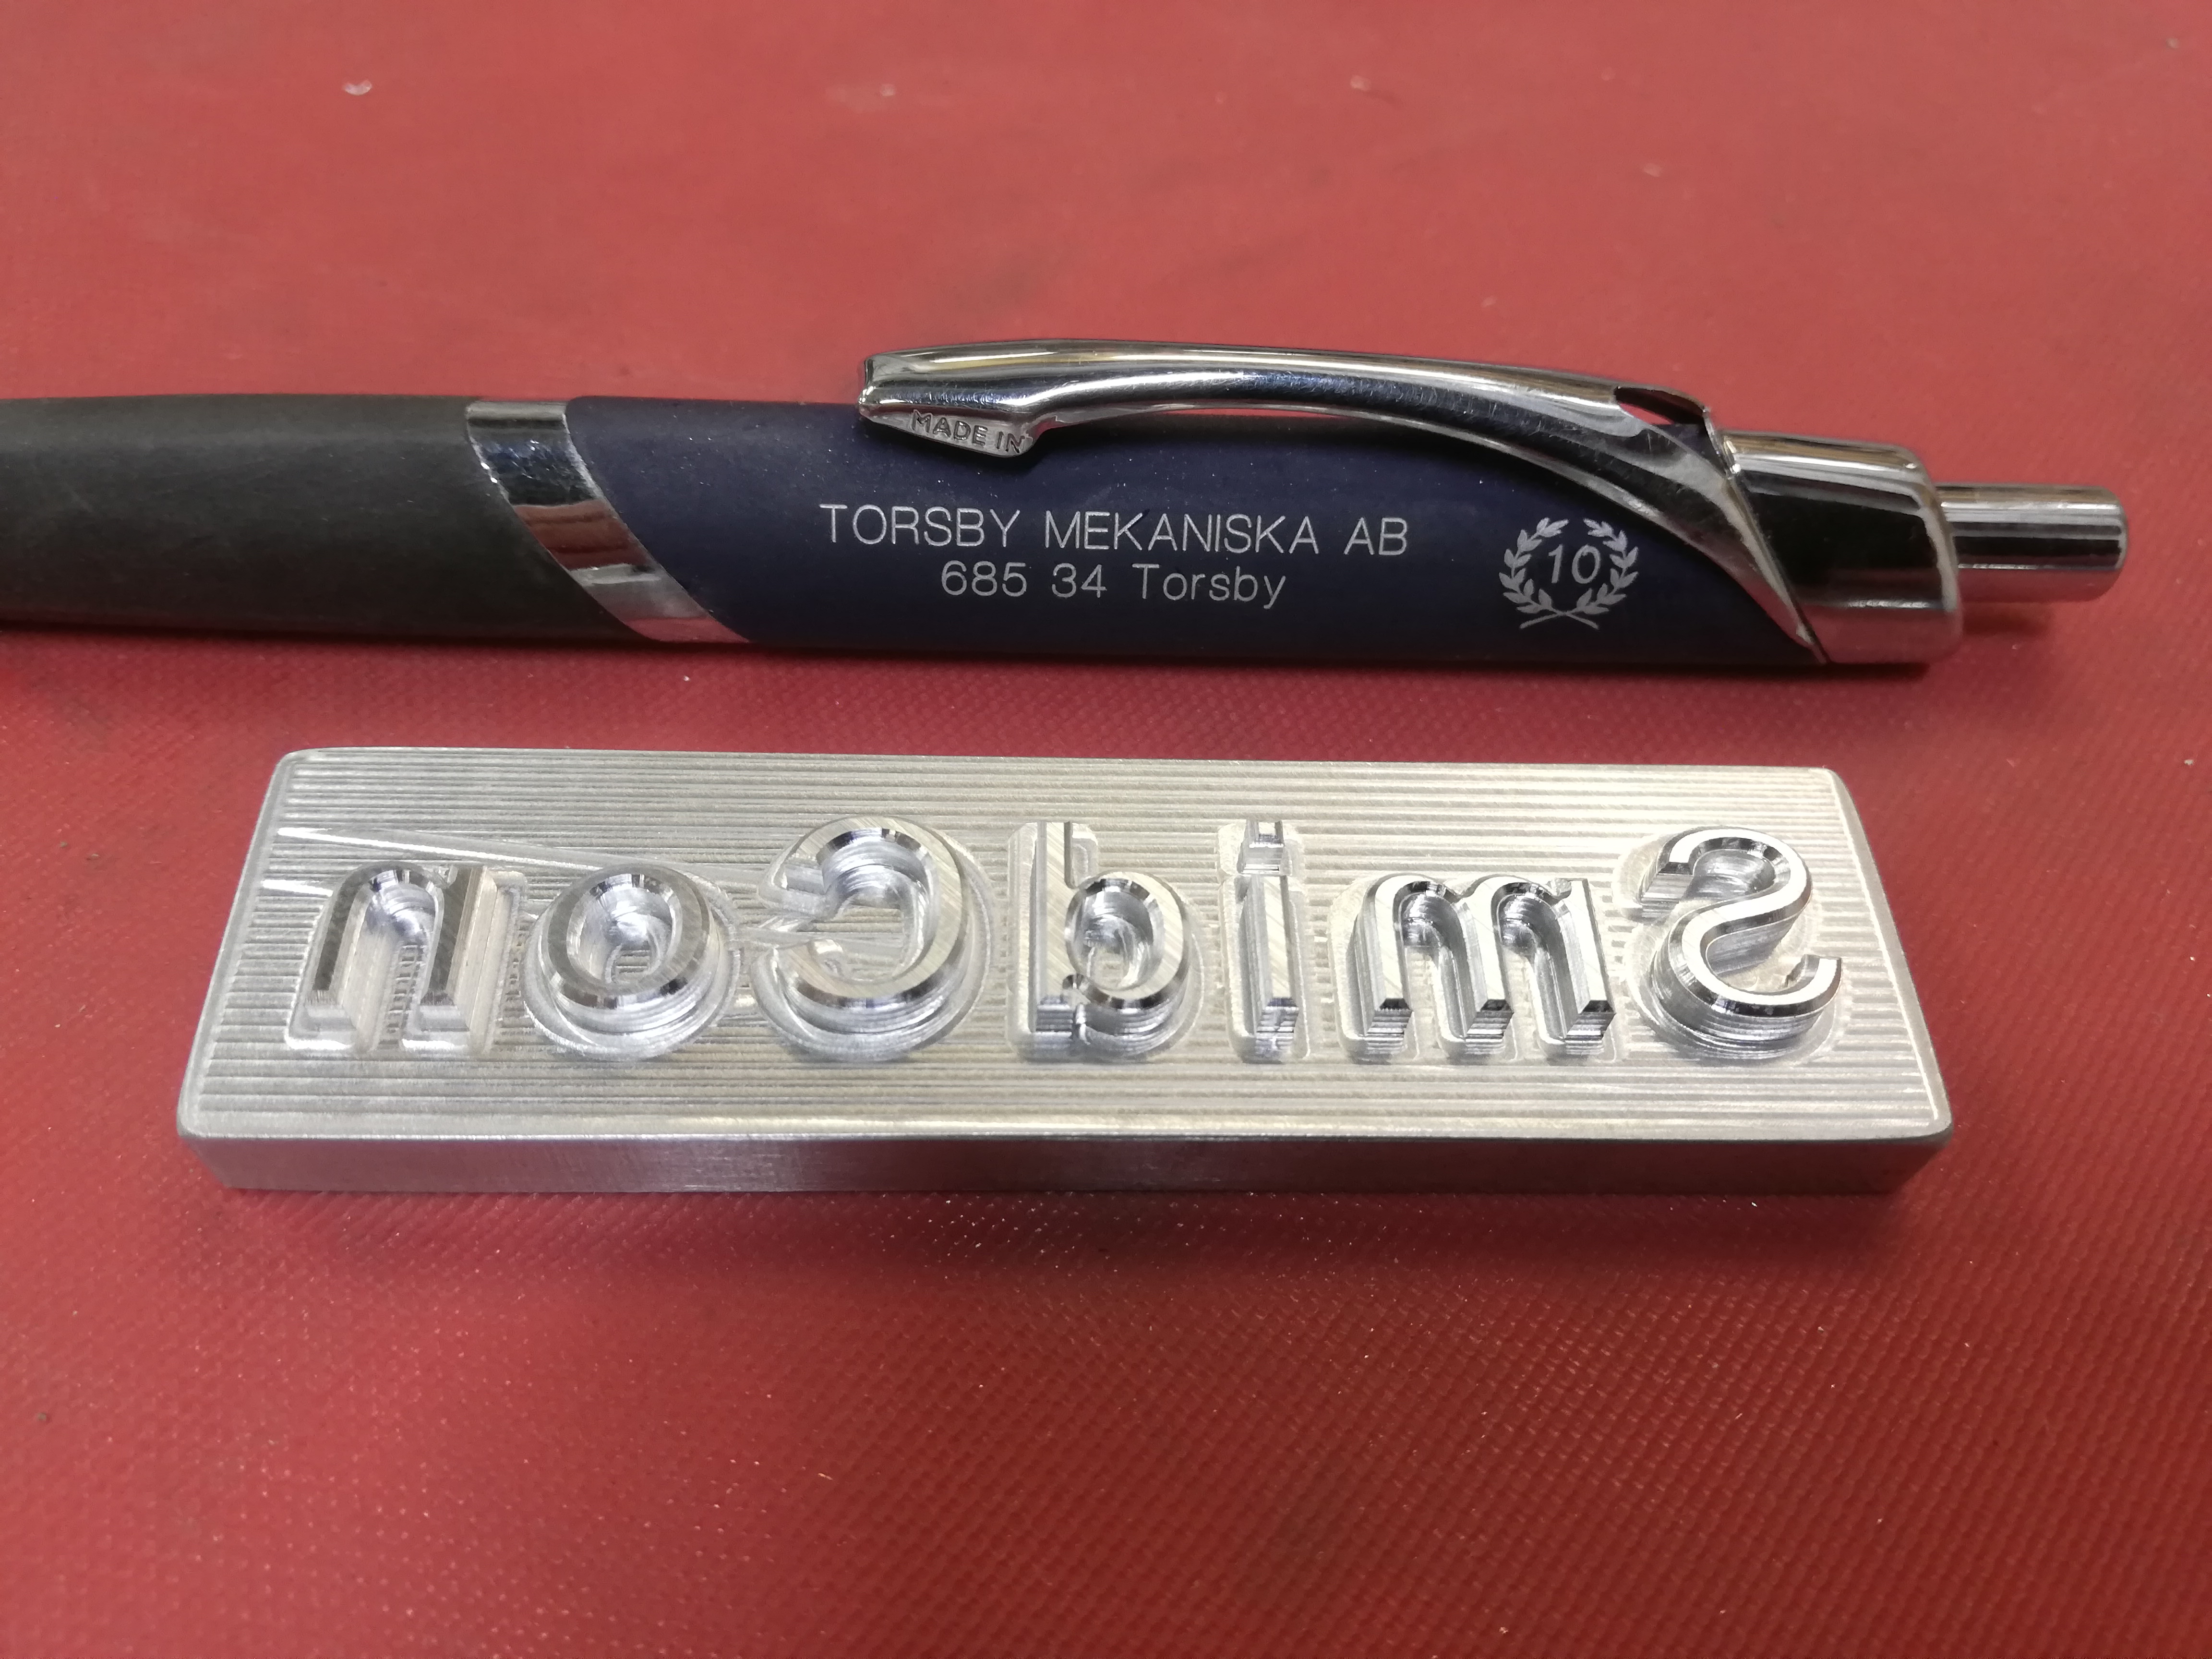 MADE IN
TORSBY MEKANISKA AB
685 34 Torsby
10
SmidCon